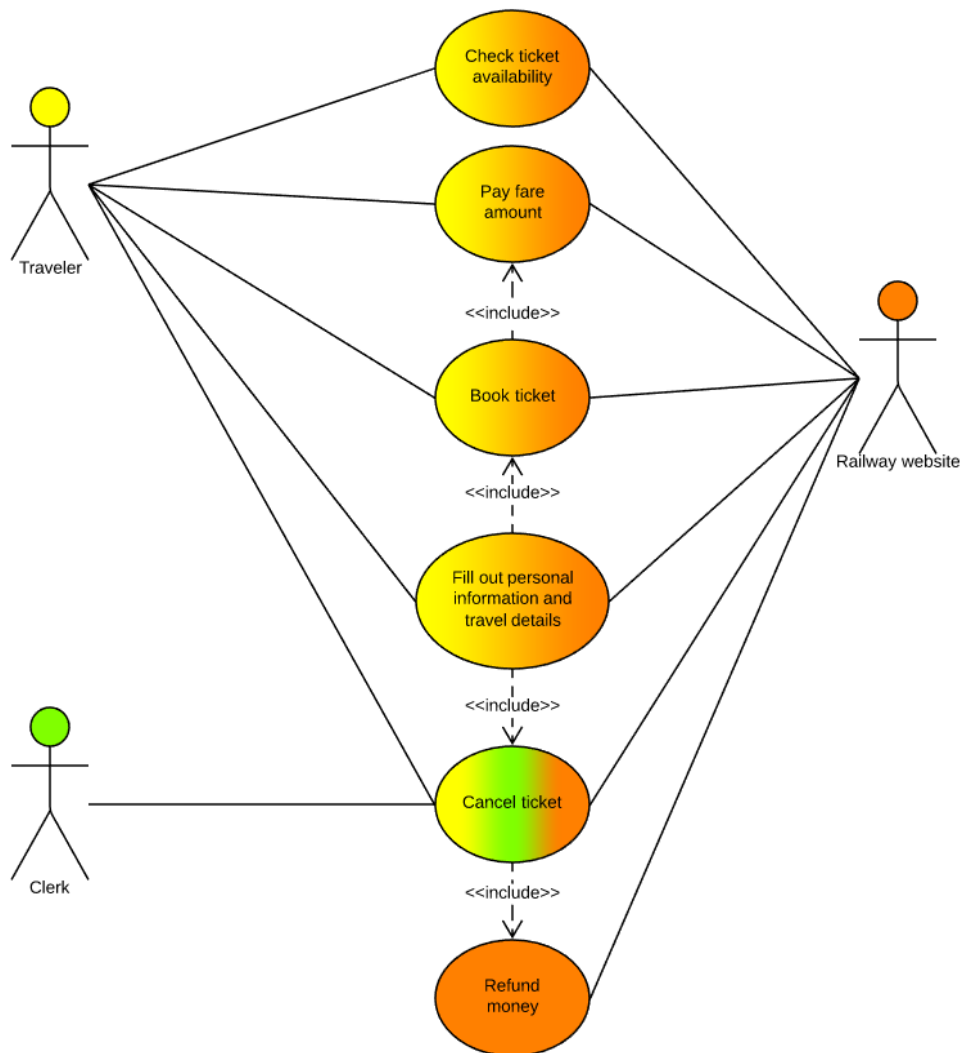 Check ticket
availability
Pay fare
amount
Traveler
<<include>>
Book ticket
Railway website
<<include>>
Fill out personal
information and
travel details
<<include>>
Cancel ticket
Clerk
<<include>>
Refund
money